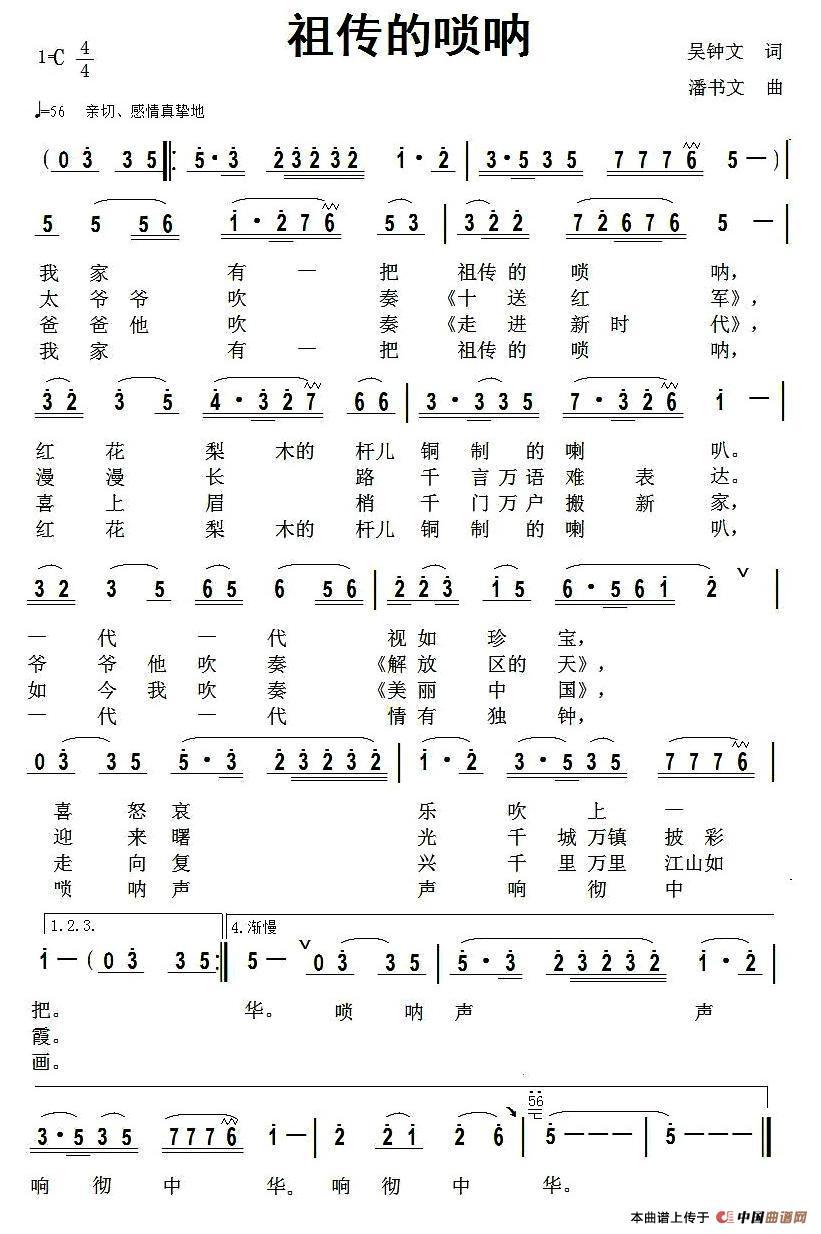 祖传的唢呐
1=C 4/4
吴钟文 词
潘书文 曲
♩=56 亲切、感情真挚地
( 0 3 3 5 ‖: 5 · 3 2 3 2 3 2 1 · 2 | 3 · 5 3 5 7 7 7 6 5 — ) |
5 5 5 6 1 · 2 7 6 5 3 | 3 2 2 7 2 6 7 6 5 — |
我 家 有 一 把 祖传 的 唢 呐，
太 爷 爷 吹 奏 《十 送 红 军》，
爸 爸 他 吹 奏 《走 进 新 时 代》，
我 家 有 一 把 祖传 的 唢 呐，
3 2 3 5 4 · 3 2 7 6 6 | 3 · 3 3 5 7 · 3 2 6 1 — |
红 花 梨 木的 杆儿 铜 制 的 喇 叭。
漫 漫 长 路 千 言 万 语 难 表 达。
喜 上 眉 梢 千 门 万 户 搬 新 家，
红 花 梨 木的 杆儿 铜 制 的 喇 叭，
3 2 3 5 6 5 6 5 6 | 2 2 3 1 5 6 · 5 6 1 2 ∨ |
一 代 一 代 视 如 珍 宝，
爷 爷 他 吹 奏 《解 放 区的 天》，
如 今 我 吹 奏 《美 丽 中 国》，
一 代 一 代 情 有 独 钟，
0 3 3 5 5 · 3 2 3 2 3 2 | 1 · 2 3 · 5 3 5 7 7 7 6 |
喜 怒 哀 乐 吹 上 一
迎 来 曙 光 千 城 万镇 披 彩
走 向 复 兴 千 里 万里 江山如
唢 呐 声 声 响 彻 中
1.2.3. 4.渐慢
1 — ( 0 3 3 5 :‖ 5 — ∨ 0 3 3 5 | 5 · 3 2 3 2 3 2 1 · 2 |
把。 华。 唢 呐 声 声
霞。
画。
56
3 · 5 3 5 7 7 7 6 1 — | 2 2 1 2 6 | 5 — — — | 5 — — — ‖
响 彻 中 华。 响 彻 中 华。
本曲谱上传于 中国曲谱网